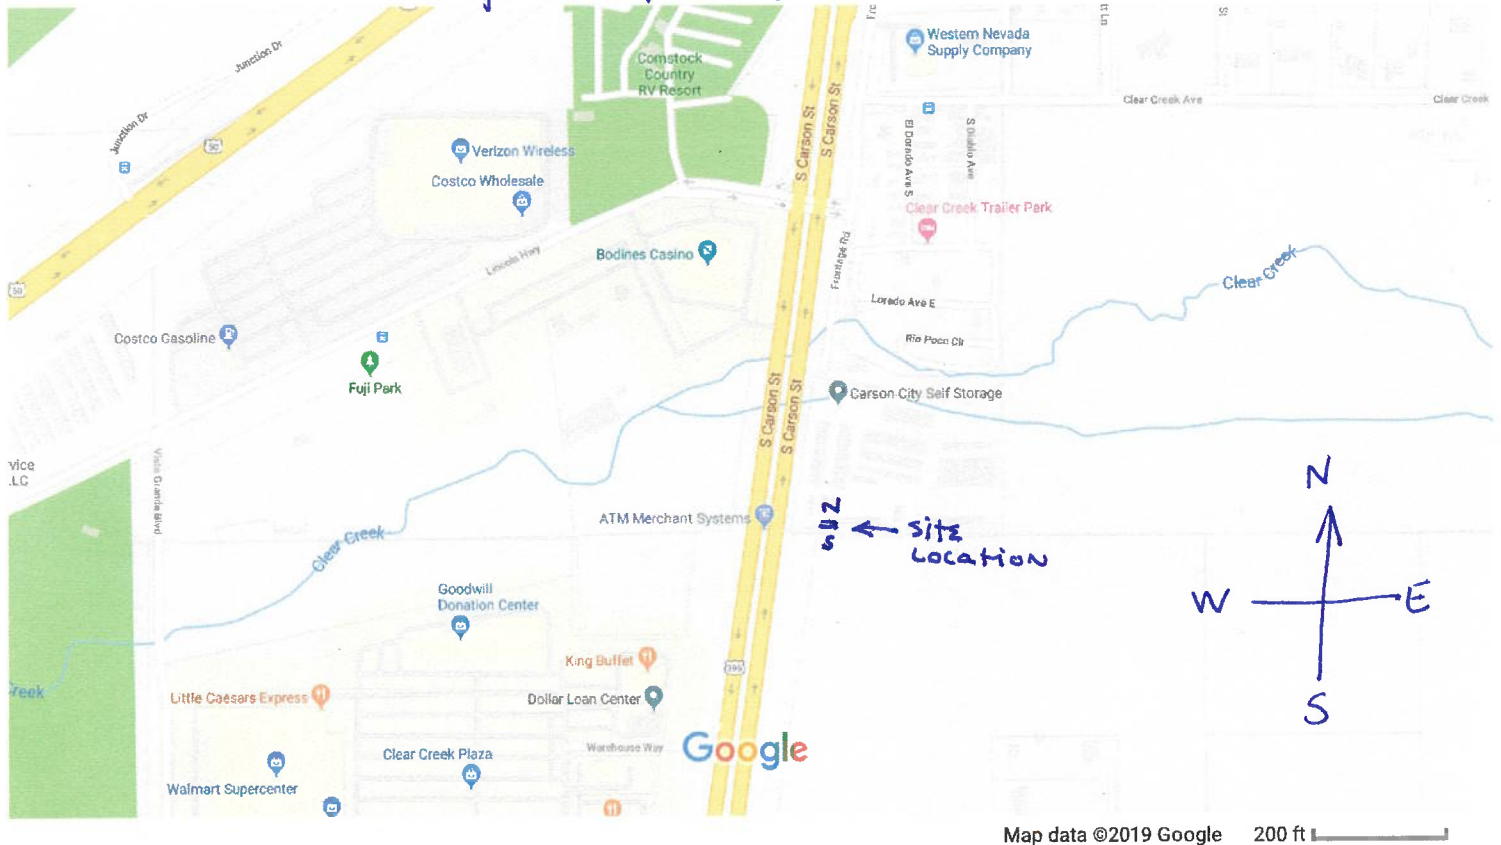 Junction Dr
Junction Dr
50
50
Comstock
Country
RV Resort
Verizon Wireless
Costco Wholesale
Lincoln Hwy
Bodines Casino
S Carson St
S Carson St
Western Nevada
Supply Company
Clear Creek Ave
Clear Creek
El Dorado Ave S
S Diablo Ave
Clear Creek Trailer Park
Frontage Rd
Loredo Ave E
Rio Poco Cir
Clear Creek
Costco Gasoline
Fuji Park
S Carson St
S Carson St
Carson City Self Storage
vice
LC
Vista Grande Blvd
Clear Creek
ATM Merchant Systems
N
S
← Site
Location
N
W
E
S
Goodwill
Donation Center
King Buffet
395
Little Caesars Express
Dollar Loan Center
reek
Clear Creek Plaza
Warehouse Way
Google
Walmart Supercenter
Map data ©2019 Google 200 ft